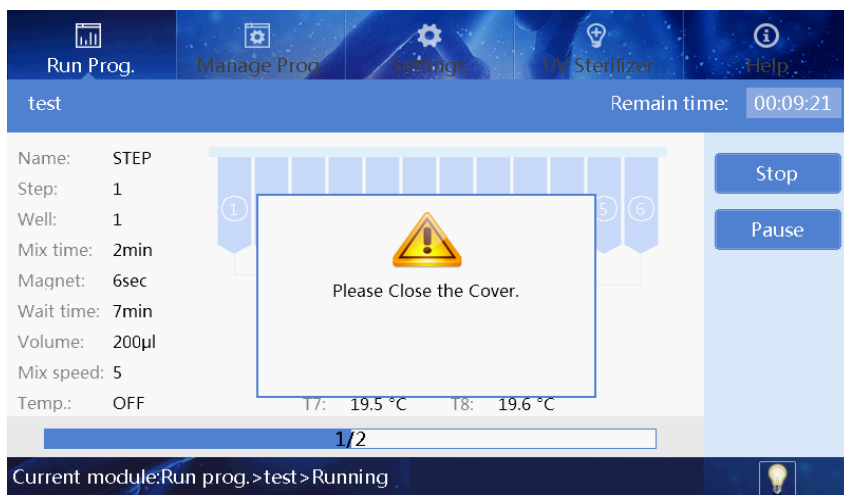 Run Prog.
Manage Prog.
Settings
UV Sterilizer
Help
test
Remain time: 00:09:21
Name: STEP
Step: 1
Well: 1
Mix time: 2min
Magnet: 6sec
Wait time: 7min
Volume: 200µl
Mix speed: 5
Temp.: OFF
1
5
6
Please Close the Cover.
T7: 19.5 °C T8: 19.6 °C
Stop
Pause
1/2
Current module:Run prog.>test>Running